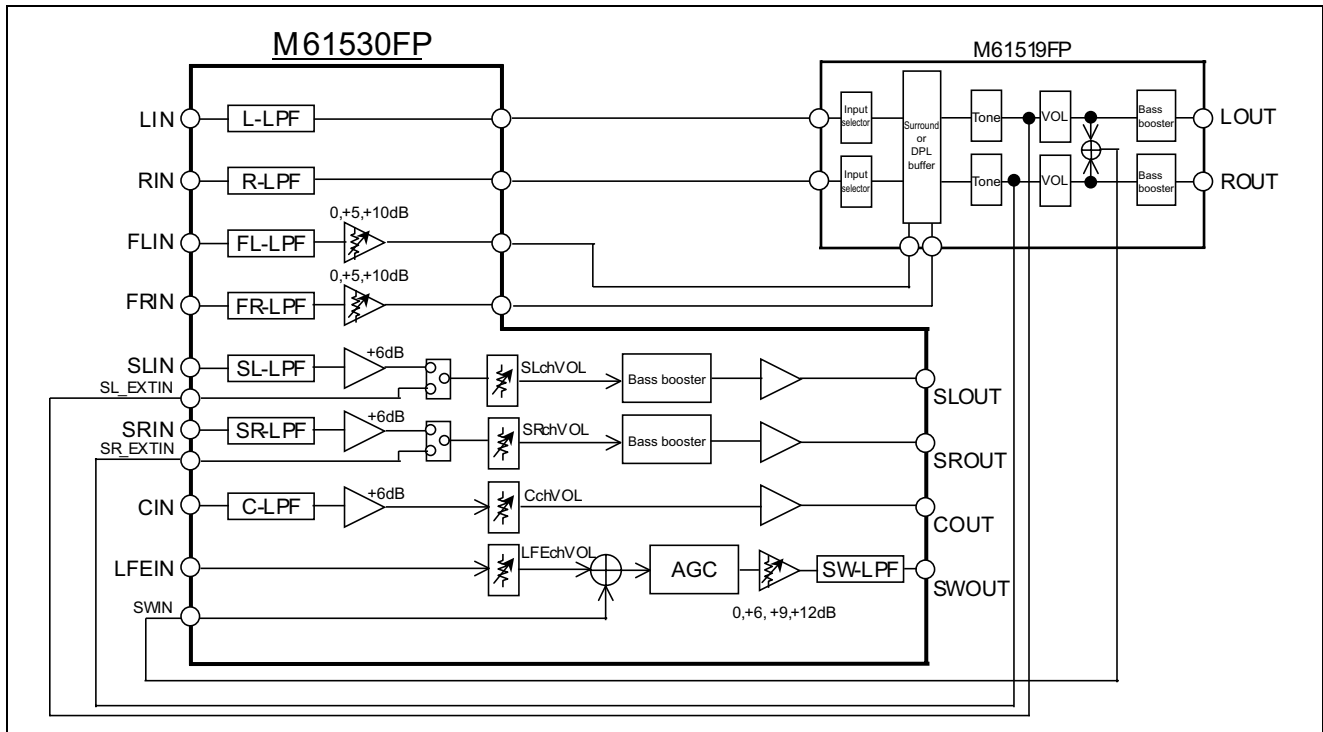 M61530FP
M61519FP
LIN
L-LPF
Input selector
Surround or DPL buffer
Tone
VOL
Bass booster
LOUT
RIN
R-LPF
Input selector
Tone
VOL
Bass booster
ROUT
0,+5,+10dB
FLIN
FL-LPF
0,+5,+10dB
FRIN
FR-LPF
+6dB
SLIN
SL-LPF
SLchVOL
Bass booster
SL_EXTIN
SLOUT
+6dB
SRIN
SR-LPF
SRchVOL
Bass booster
SR_EXTIN
SROUT
+6dB
CIN
C-LPF
CchVOL
COUT
LFEchVOL
LFEIN
AGC
SW-LPF
SWOUT
SWIN
0,+6, +9,+12dB